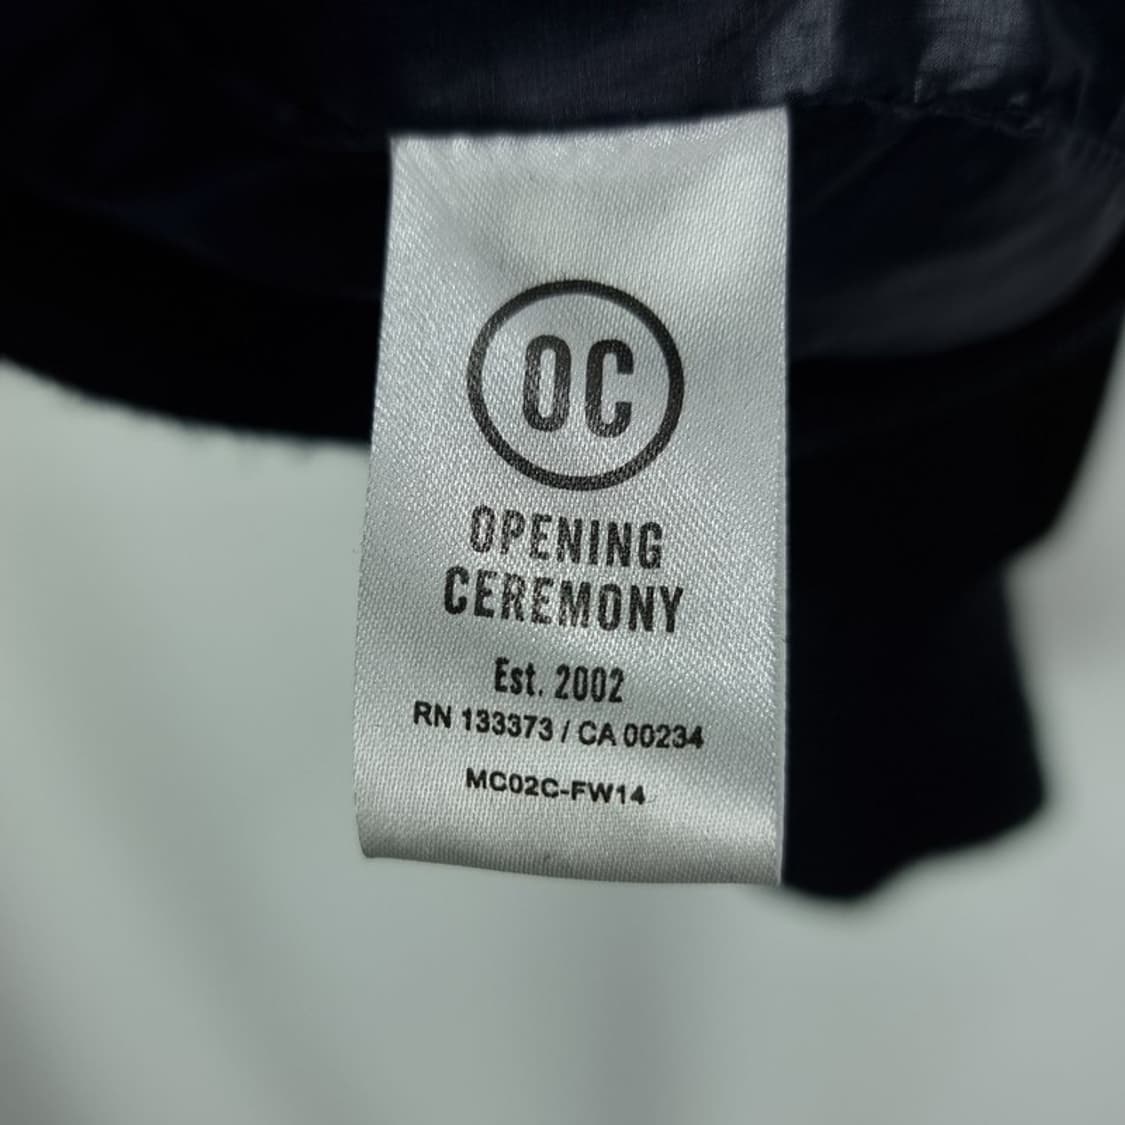 OC
OPENING
CEREMONY
Est. 2002
RN 133373 / CA 00234
MC02C-FW14